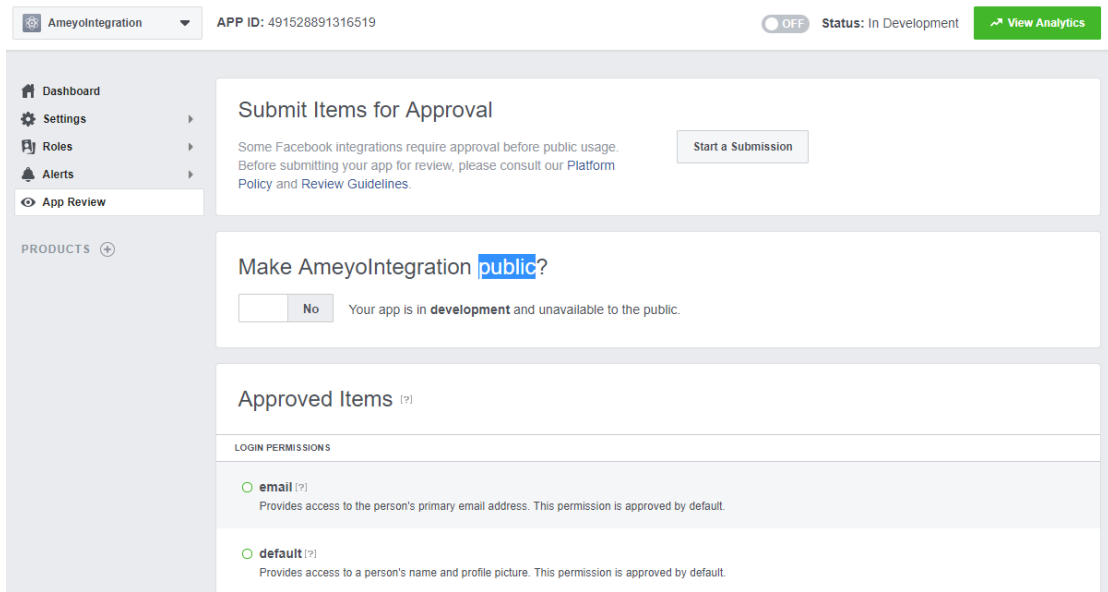 AmeyoIntegration
APP ID: 491528891316519
OFF
Status: In Development
View Analytics
Dashboard
Settings
Roles
Alerts
App Review
PRODUCTS
Submit Items for Approval
Some Facebook integrations require approval before public usage.
Before submitting your app for review, please consult our Platform
Policy and Review Guidelines.
Start a Submission
Make AmeyoIntegration public?
No
Your app is in development and unavailable to the public.
Approved Items [?]
LOGIN PERMISSIONS
email [?]
Provides access to the person's primary email address. This permission is approved by default.
default [?]
Provides access to a person's name and profile picture. This permission is approved by default.